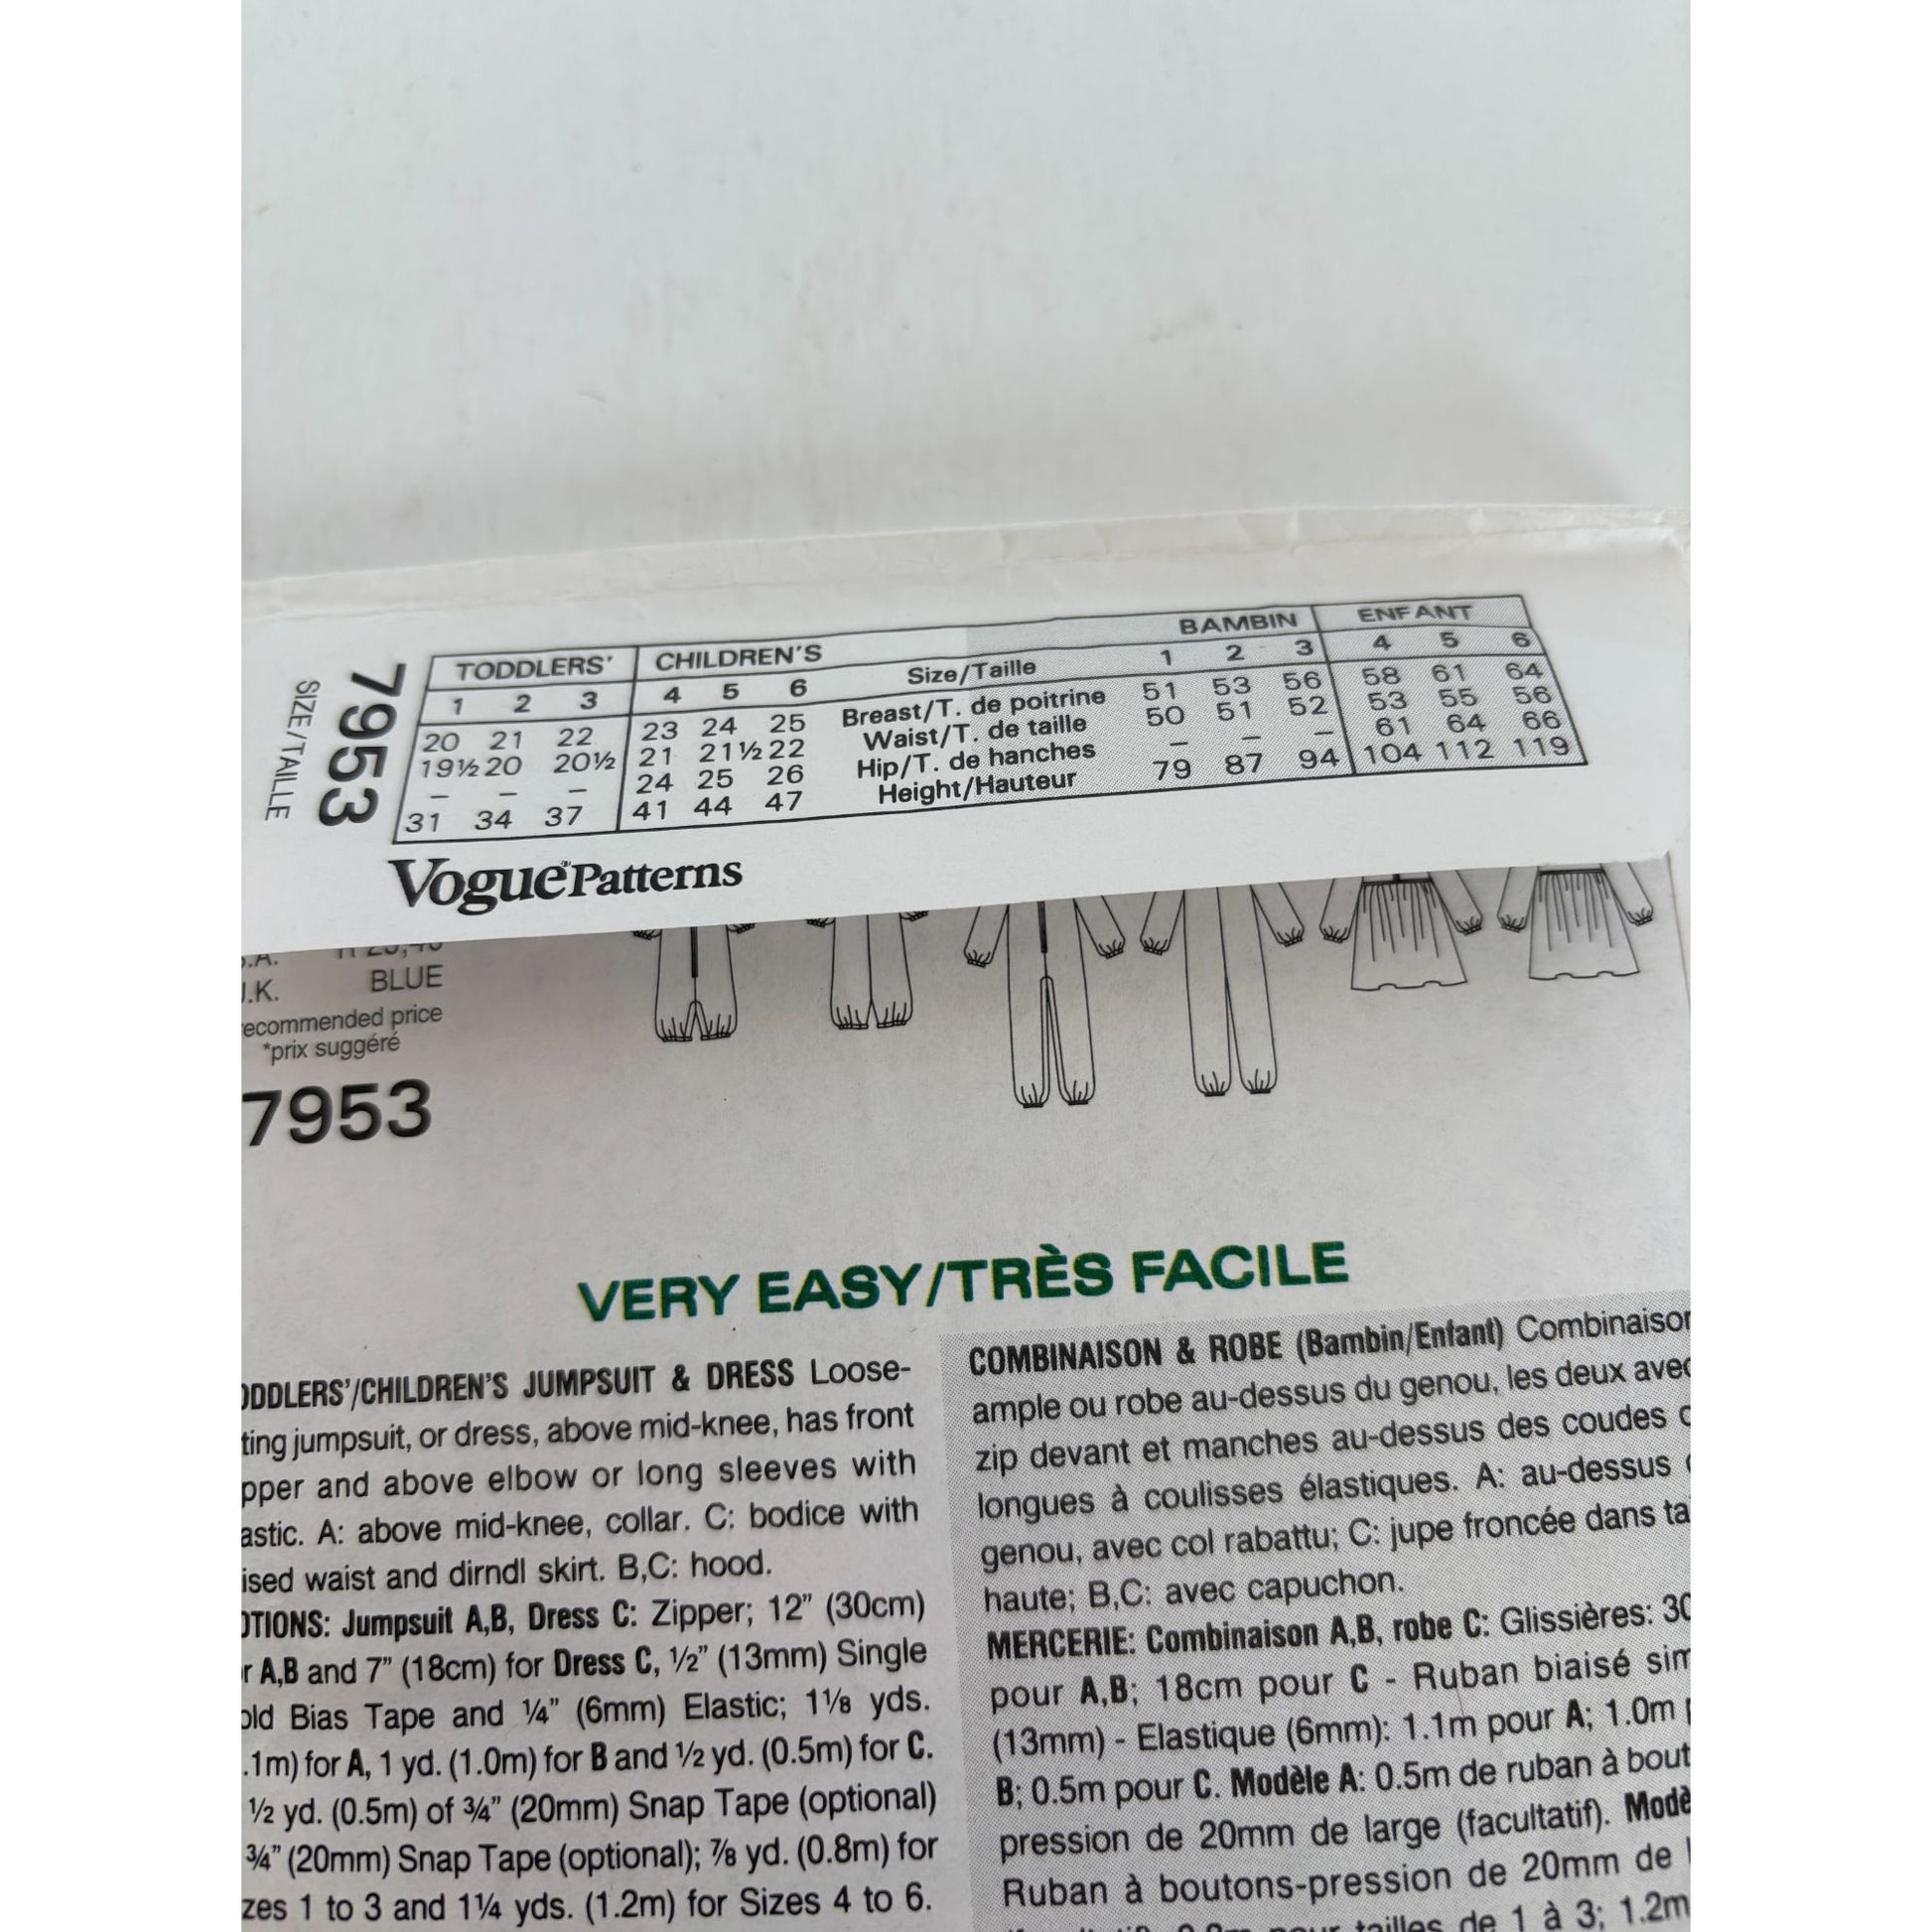 7953
SIZE/TAILLE
TODDLERS' CHILDREN'S BAMBIN ENFANT
1 2 3 4 5 6 Size/Taille 1 2 3 4 5 6
20 21 22 23 24 25 Breast/T. de poitrine 51 53 56 58 61 64
19½ 20 20½ 21 21½ 22 Waist/T. de taille 50 51 52 53 55 56
– – – 24 25 26 Hip/T. de hanches – – – 61 64 66
31 34 37 41 44 47 Height/Hauteur 79 87 94 104 112 119
Vogue Patterns
BLUE
recommended price
*prix suggéré
7953
VERY EASY/TRÈS FACILE
CHILDREN'S JUMPSUIT & DRESS Loose-
ting jumpsuit, or dress, above mid-knee, has front
pper and above elbow or long sleeves with
astic. A: above mid-knee, collar. C: bodice with
ised waist and dirndl skirt. B,C: hood.
OTIONS: Jumpsuit A,B, Dress C: Zipper; 12” (30cm)
r A,B and 7” (18cm) for Dress C, ½” (13mm) Single
old Bias Tape and ¼” (6mm) Elastic; 1⅛ yds.
.1m) for A, 1 yd. (1.0m) for B and ½ yd. (0.5m) for C.
½ yd. (0.5m) of ¾” (20mm) Snap Tape (optional)
¾” (20mm) Snap Tape (optional); ⅞ yd. (0.8m) for
zes 1 to 3 and 1¼ yds. (1.2m) for Sizes 4 to 6.
COMBINAISON & ROBE (Bambin/Enfant) Combinaison
ample ou robe au-dessus du genou, les deux avec
zip devant et manches au-dessus des coudes
longues à coulisses élastiques. A: au-dessus
genou, avec col rabattu; C: jupe froncée dans ta
haute; B,C: avec capuchon.
MERCERIE: Combinaison A,B, robe C: Glissières: 30
pour A,B; 18cm pour C - Ruban biaisé sim
(13mm) - Elastique (6mm): 1.1m pour A; 1.0m
B; 0.5m pour C. Modèle A: 0.5m de ruban à bout
pression de 20mm de large (facultatif). Modè
Ruban à boutons-pression de 20mm de
tailles de 1 à 3; 1.2m